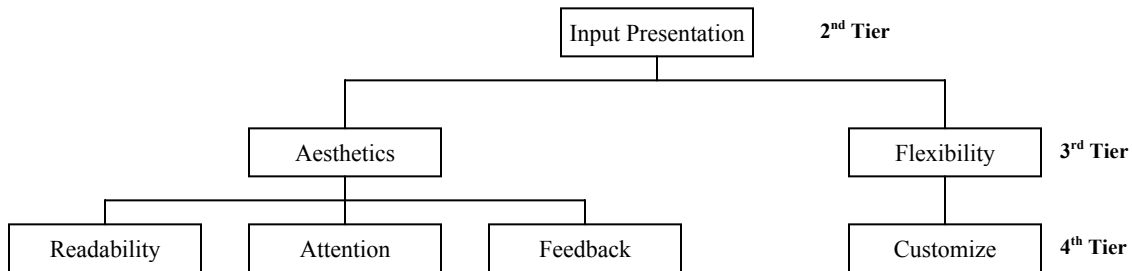 Input Presentation 2nd Tier
Aesthetics Flexibility 3rd Tier
Readability Attention Feedback Customize 4th Tier